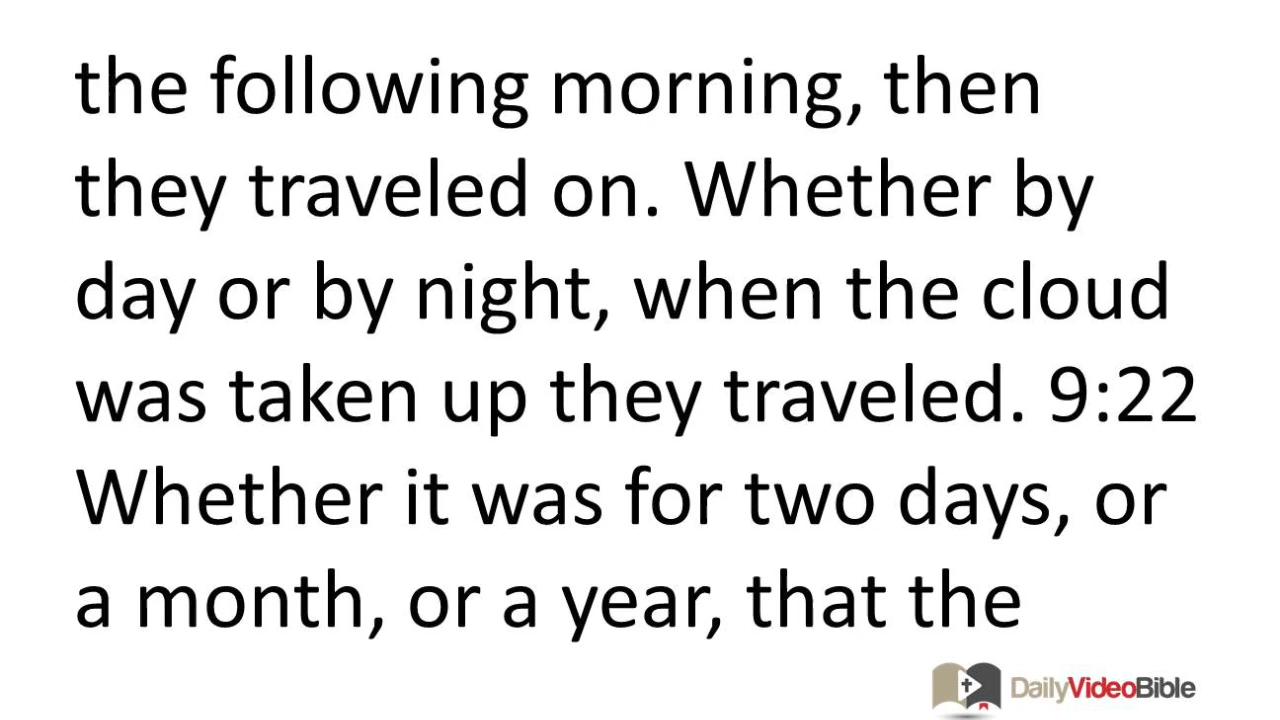 the following morning, then
they traveled on. Whether by
day or by night, when the cloud
was taken up they traveled. 9:22
Whether it was for two days, or
a month, or a year, that the
DailyVideoBible